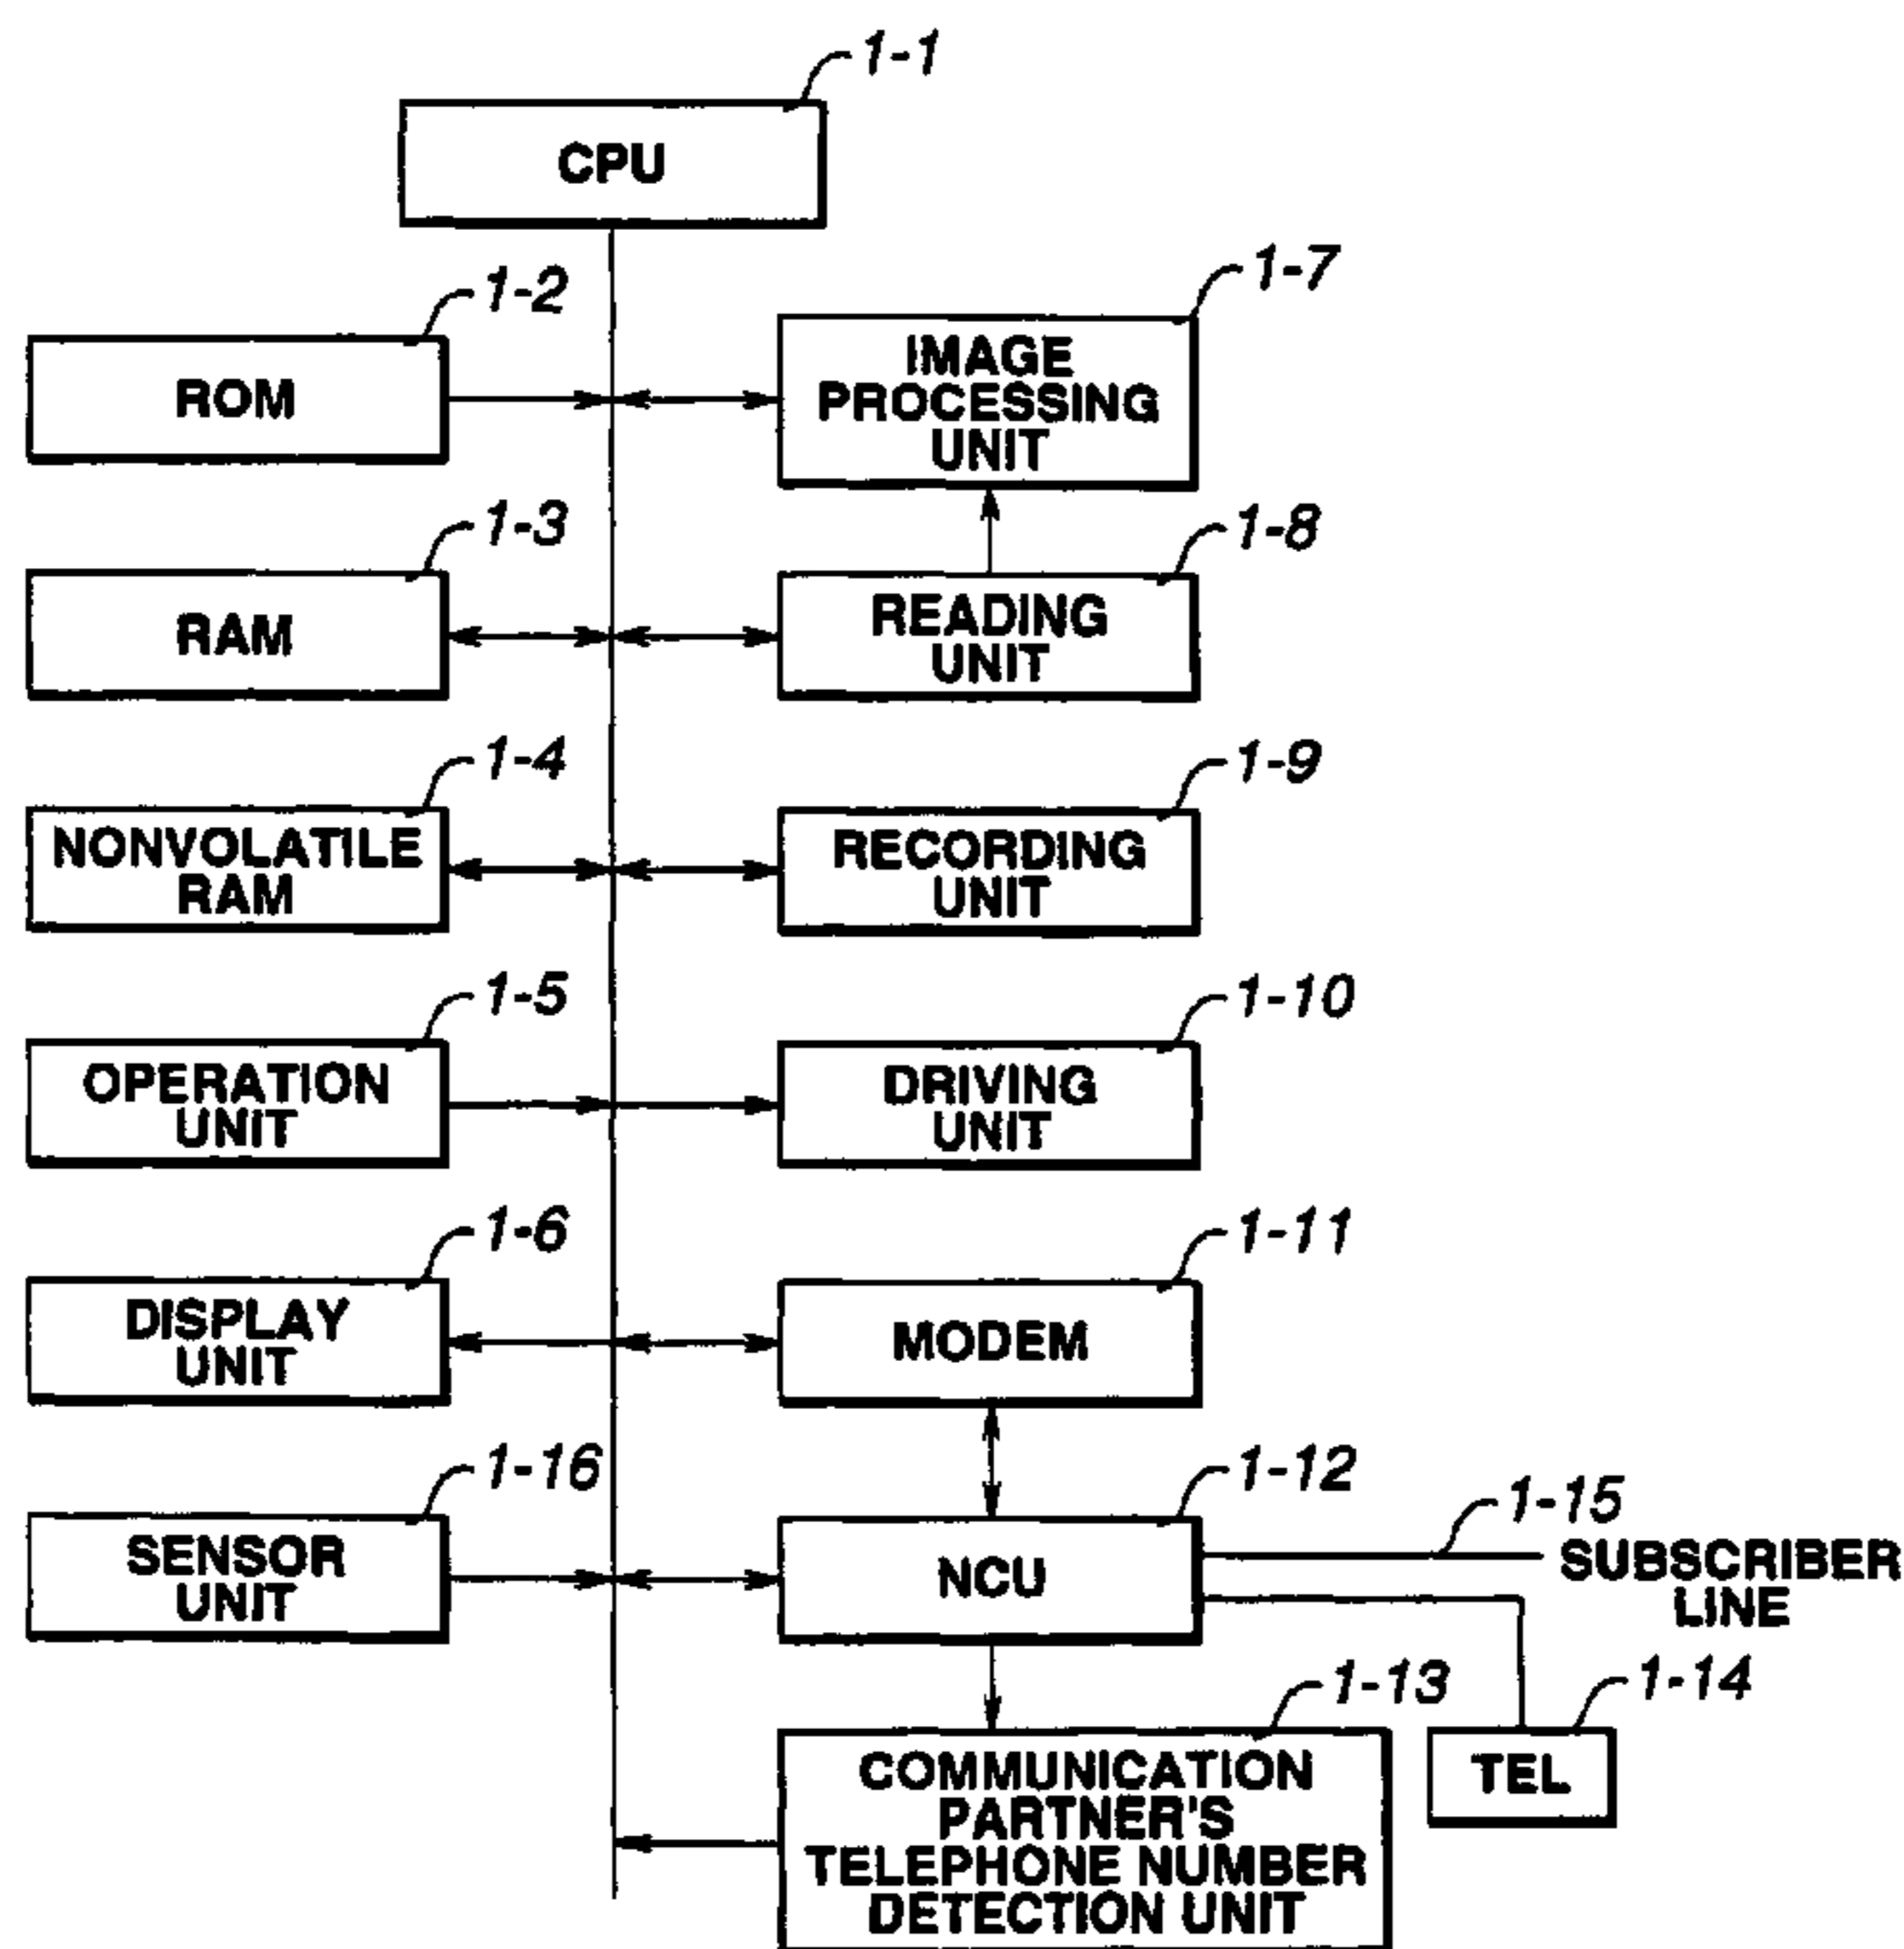 1-1
CPU
1-2
ROM
1-7
IMAGE
PROCESSING
UNIT
1-3
RAM
1-8
READING
UNIT
1-4
NONVOLATILE
RAM
1-9
RECORDING
UNIT
1-5
OPERATION
UNIT
1-10
DRIVING
UNIT
1-6
DISPLAY
UNIT
1-11
MODEM
1-16
SENSOR
UNIT
1-12
NCU
1-15
SUBSCRIBER
LINE
1-13
COMMUNICATION
PARTNER'S
TELEPHONE NUMBER
DETECTION UNIT
1-14
TEL